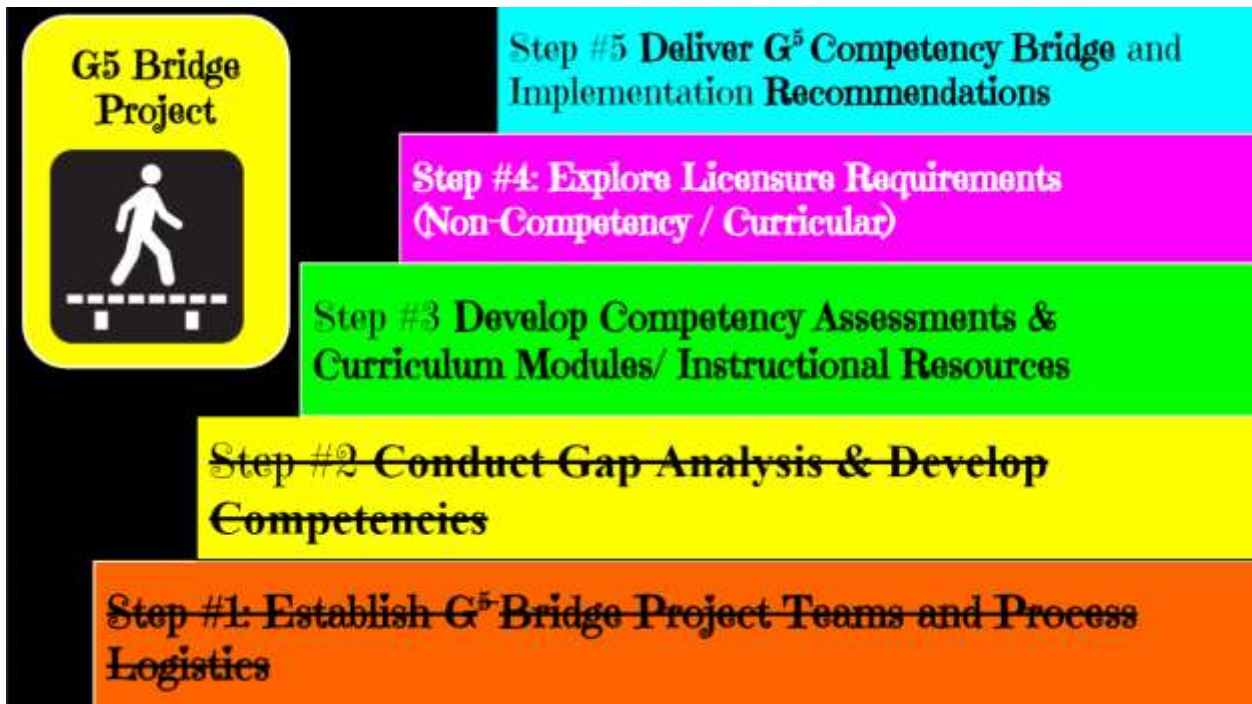 G5 Bridge
Project
Step #5 Deliver G⁵ Competency Bridge and
Implementation Recommendations
Step #4: Explore Licensure Requirements
(Non-Competency / Curricular)
Step #3 Develop Competency Assessments &
Curriculum Modules/ Instructional Resources
Step #2 Conduct Gap Analysis & Develop
Competencies
Step #1: Establish G⁵ Bridge Project Teams and Process
Logistics